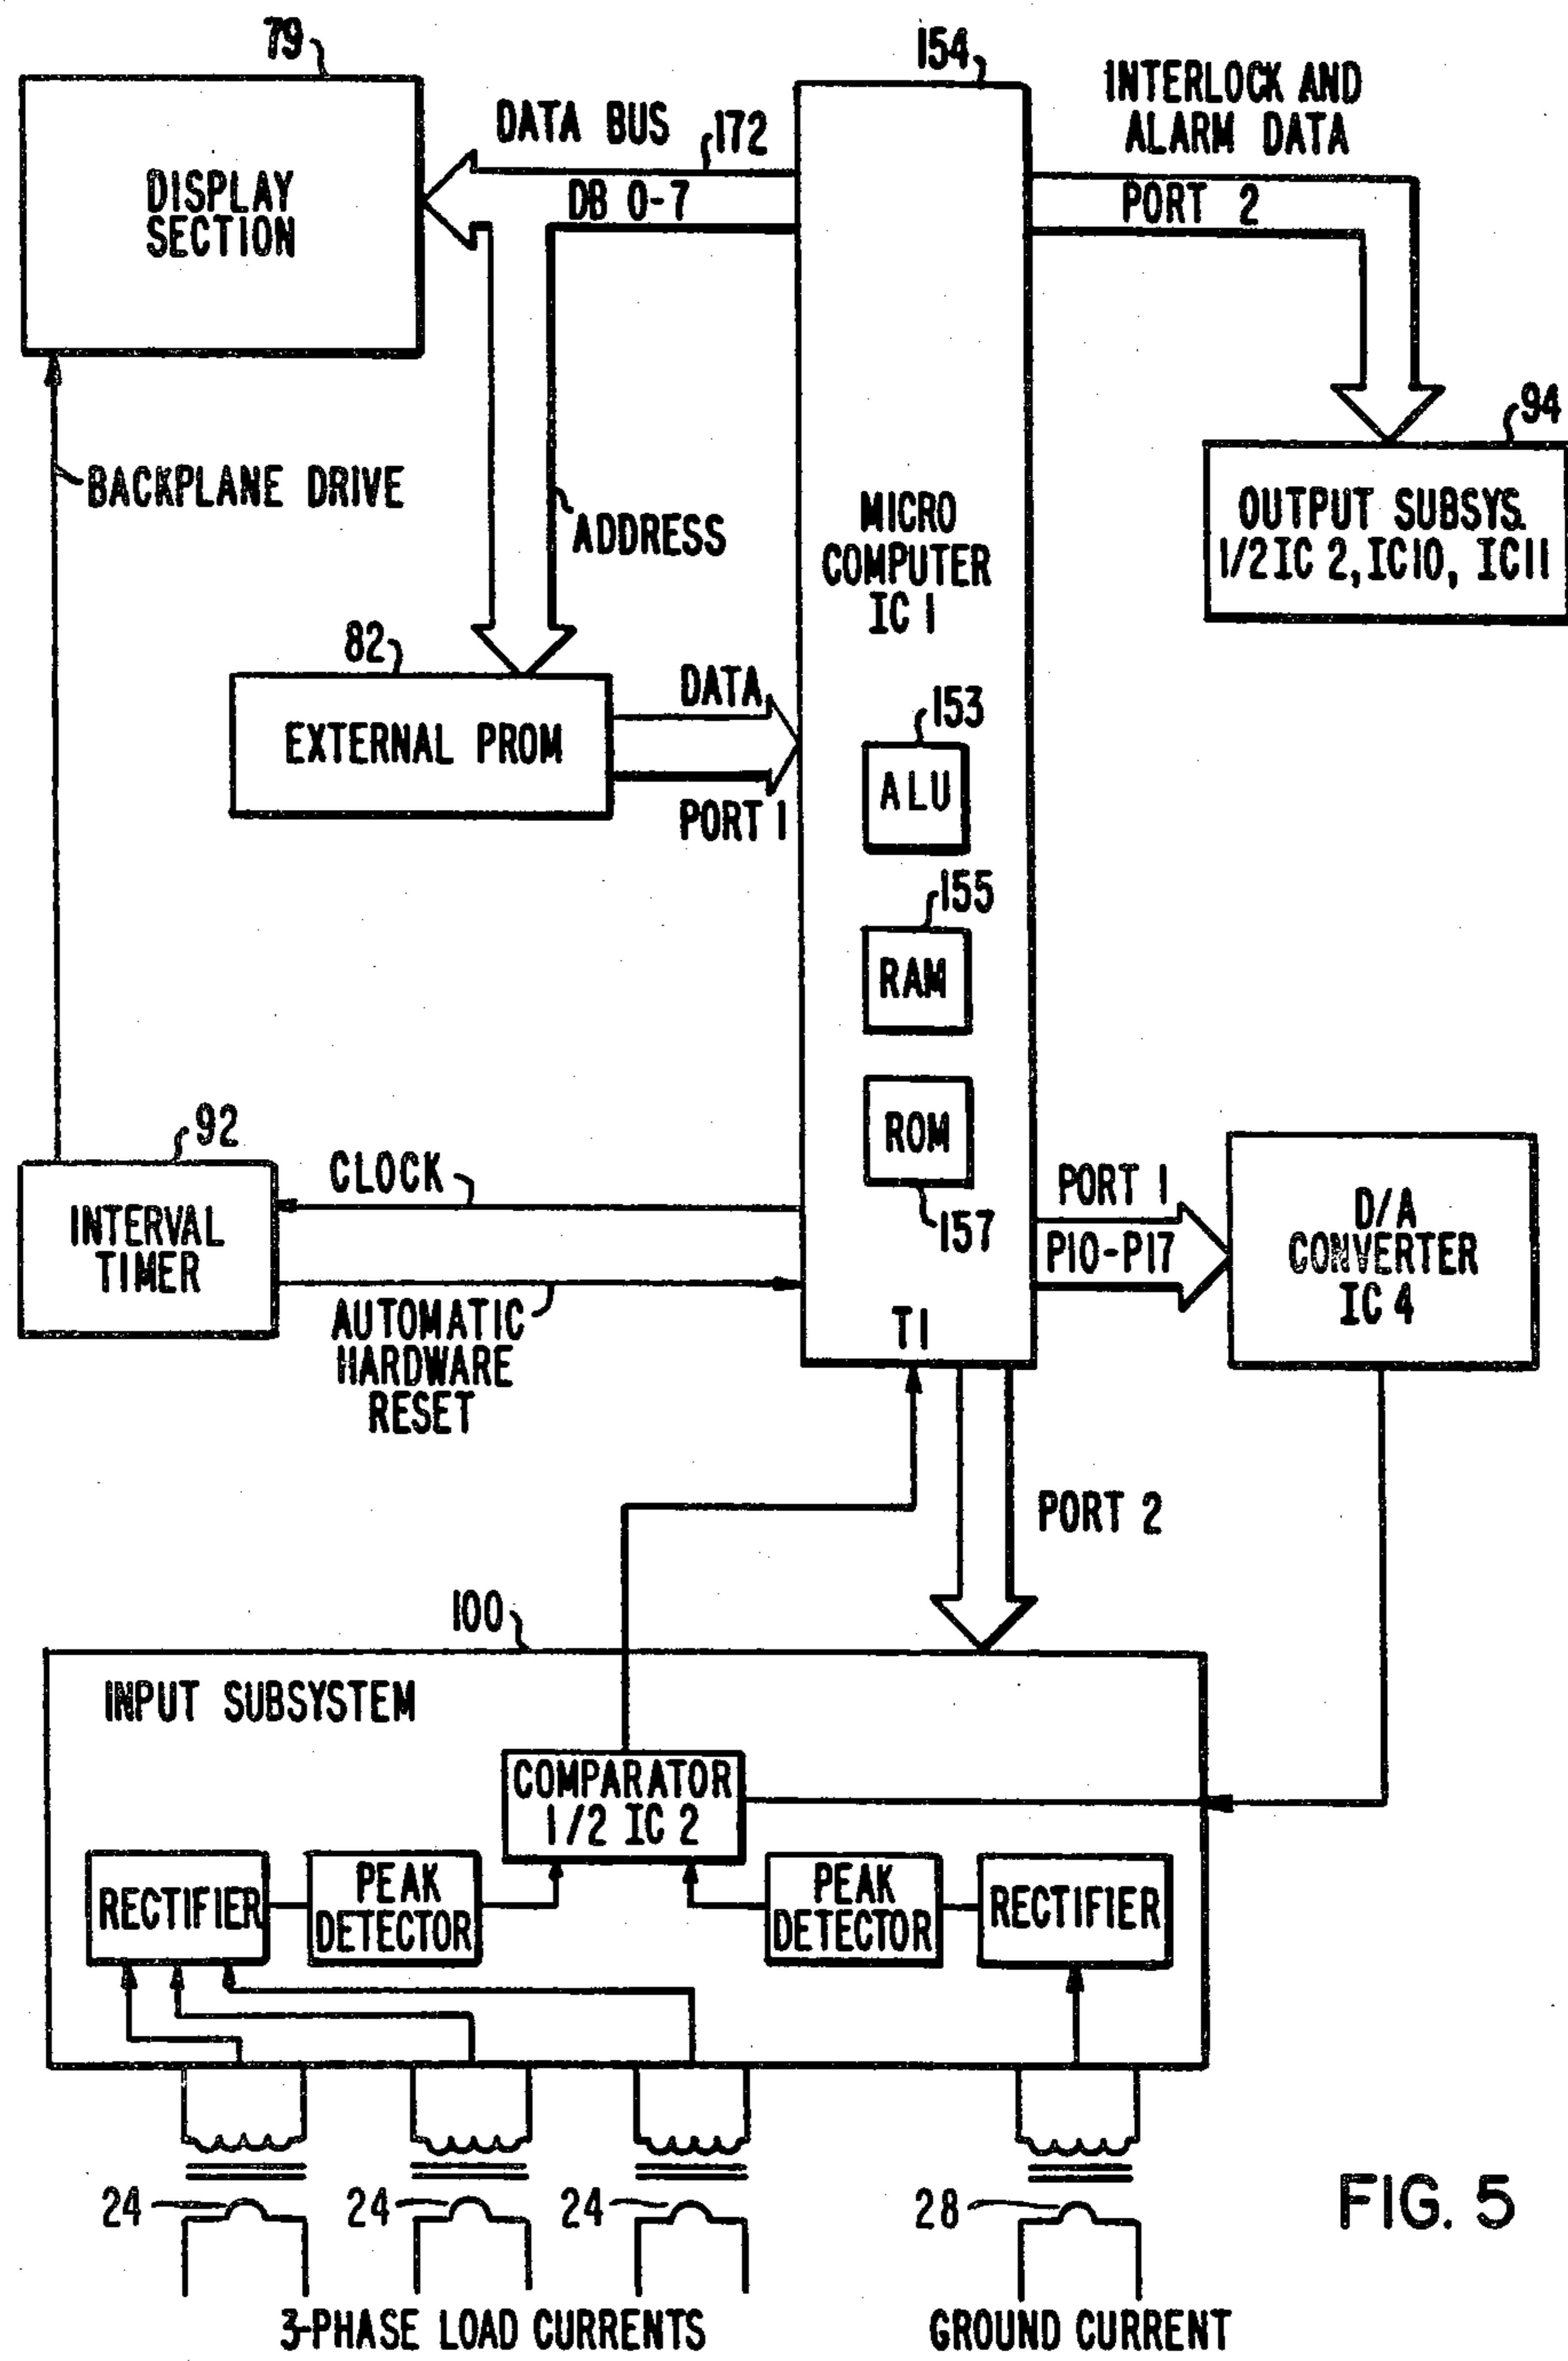 79
154
DISPLAY
SECTION
DATA BUS
172
DB 0-7
INTERLOCK AND
ALARM DATA
PORT 2
94
OUTPUT SUBSYS.
1/2 IC 2, IC10, IC11
BACKPLANE DRIVE
ADDRESS
MICRO
COMPUTER
IC 1
82
EXTERNAL PROM
DATA
PORT 1
153
ALU
155
RAM
ROM
157
92
INTERVAL
TIMER
CLOCK
AUTOMATIC
HARDWARE
RESET
PORT 1
P10-P17
D/A
CONVERTER
IC 4
T1
PORT 2
100
INPUT SUBSYSTEM
COMPARATOR
1/2 IC 2
RECTIFIER
PEAK
DETECTOR
PEAK
DETECTOR
RECTIFIER
24
24
24
28
3-PHASE LOAD CURRENTS
GROUND CURRENT
FIG. 5